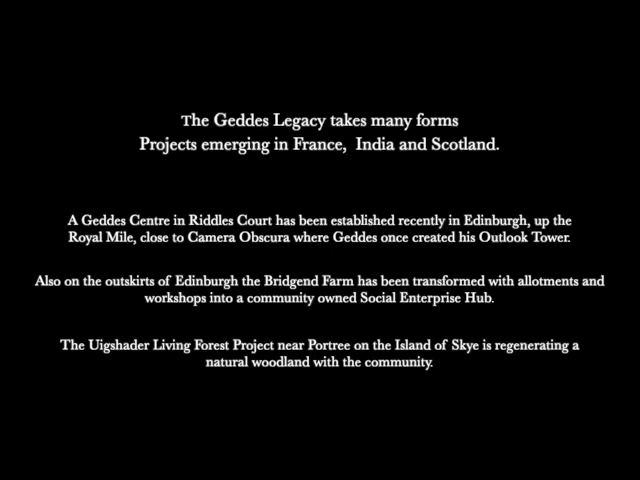 The Geddes Legacy takes many forms
Projects emerging in France, India and Scotland.
A Geddes Centre in Riddles Court has been established recently in Edinburgh, up the
Royal Mile, close to Camera Obscura where Geddes once created his Outlook Tower.
Also on the outskirts of Edinburgh the Bridgend Farm has been transformed with allotments and
workshops into a community owned Social Enterprise Hub.
The Uigshader Living Forest Project near Portree on the Island of Skye is regenerating a
natural woodland with the community.